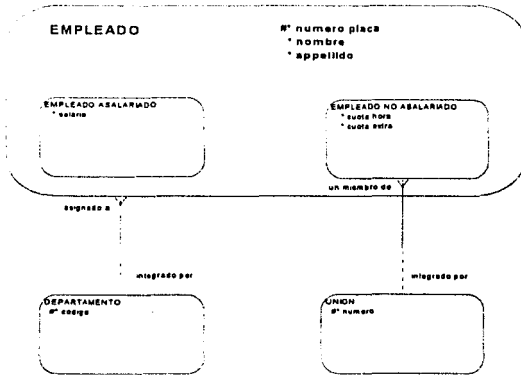 EMPLEADO
#* numero placa
* nombre
* appellido
EMPLEADO ASALARIADO
* salario
EMPLEADO NO ASALARIADO
* cuota hora
* cuota extra
un miembro de
asignado a
integrado por
integrado por
DEPARTAMENTO
#* codigo
UNION
#* numero